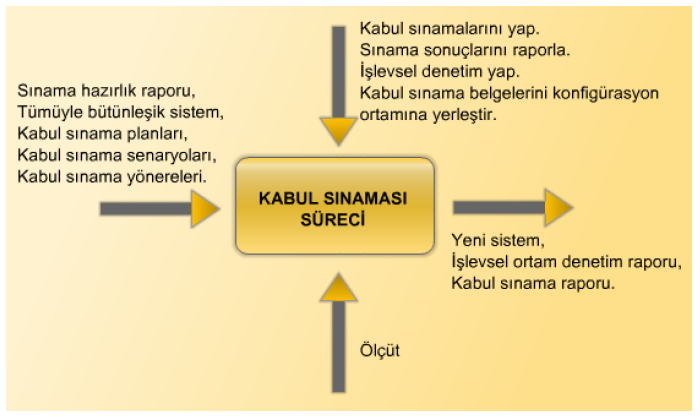 Kabul sınamalarını yap.
Sınama sonuçlarını raporla.
İşlevsel denetim yap.
Kabul sınama belgelerini konfigürasyon
ortamına yerleştir.
Sınama hazırlık raporu,
Tümüyle bütünleşik sistem,
Kabul sınama planları,
Kabul sınama senaryoları,
Kabul sınama yönereleri.
KABUL SINAMASI
SÜRECİ
Yeni sistem,
İşlevsel ortam denetim raporu,
Kabul sınama raporu.
Ölçüt